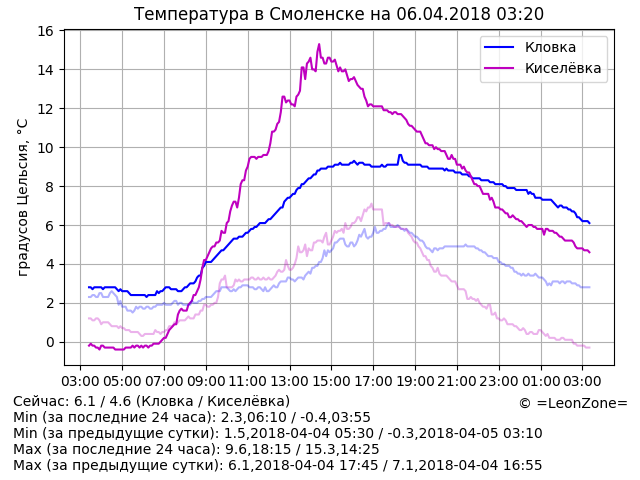 Температура в Смоленске на 06.04.2018 03:20
градусов Цельсия, °C
16
14
12
10
8
6
4
2
0
Кловка
Киселёвка
03:00 05:00 07:00 09:00 11:00 13:00 15:00 17:00 19:00 21:00 23:00 01:00 03:00
Сейчас: 6.1 / 4.6 (Кловка / Киселёвка)
© =LeonZone=
Min (за последние 24 часа): 2.3,06:10 / -0.4,03:55
Min (за предыдущие сутки): 1.5,2018-04-04 05:30 / -0.3,2018-04-05 03:10
Max (за последние 24 часа): 9.6,18:15 / 15.3,14:25
Max (за предыдущие сутки): 6.1,2018-04-04 17:45 / 7.1,2018-04-04 16:55